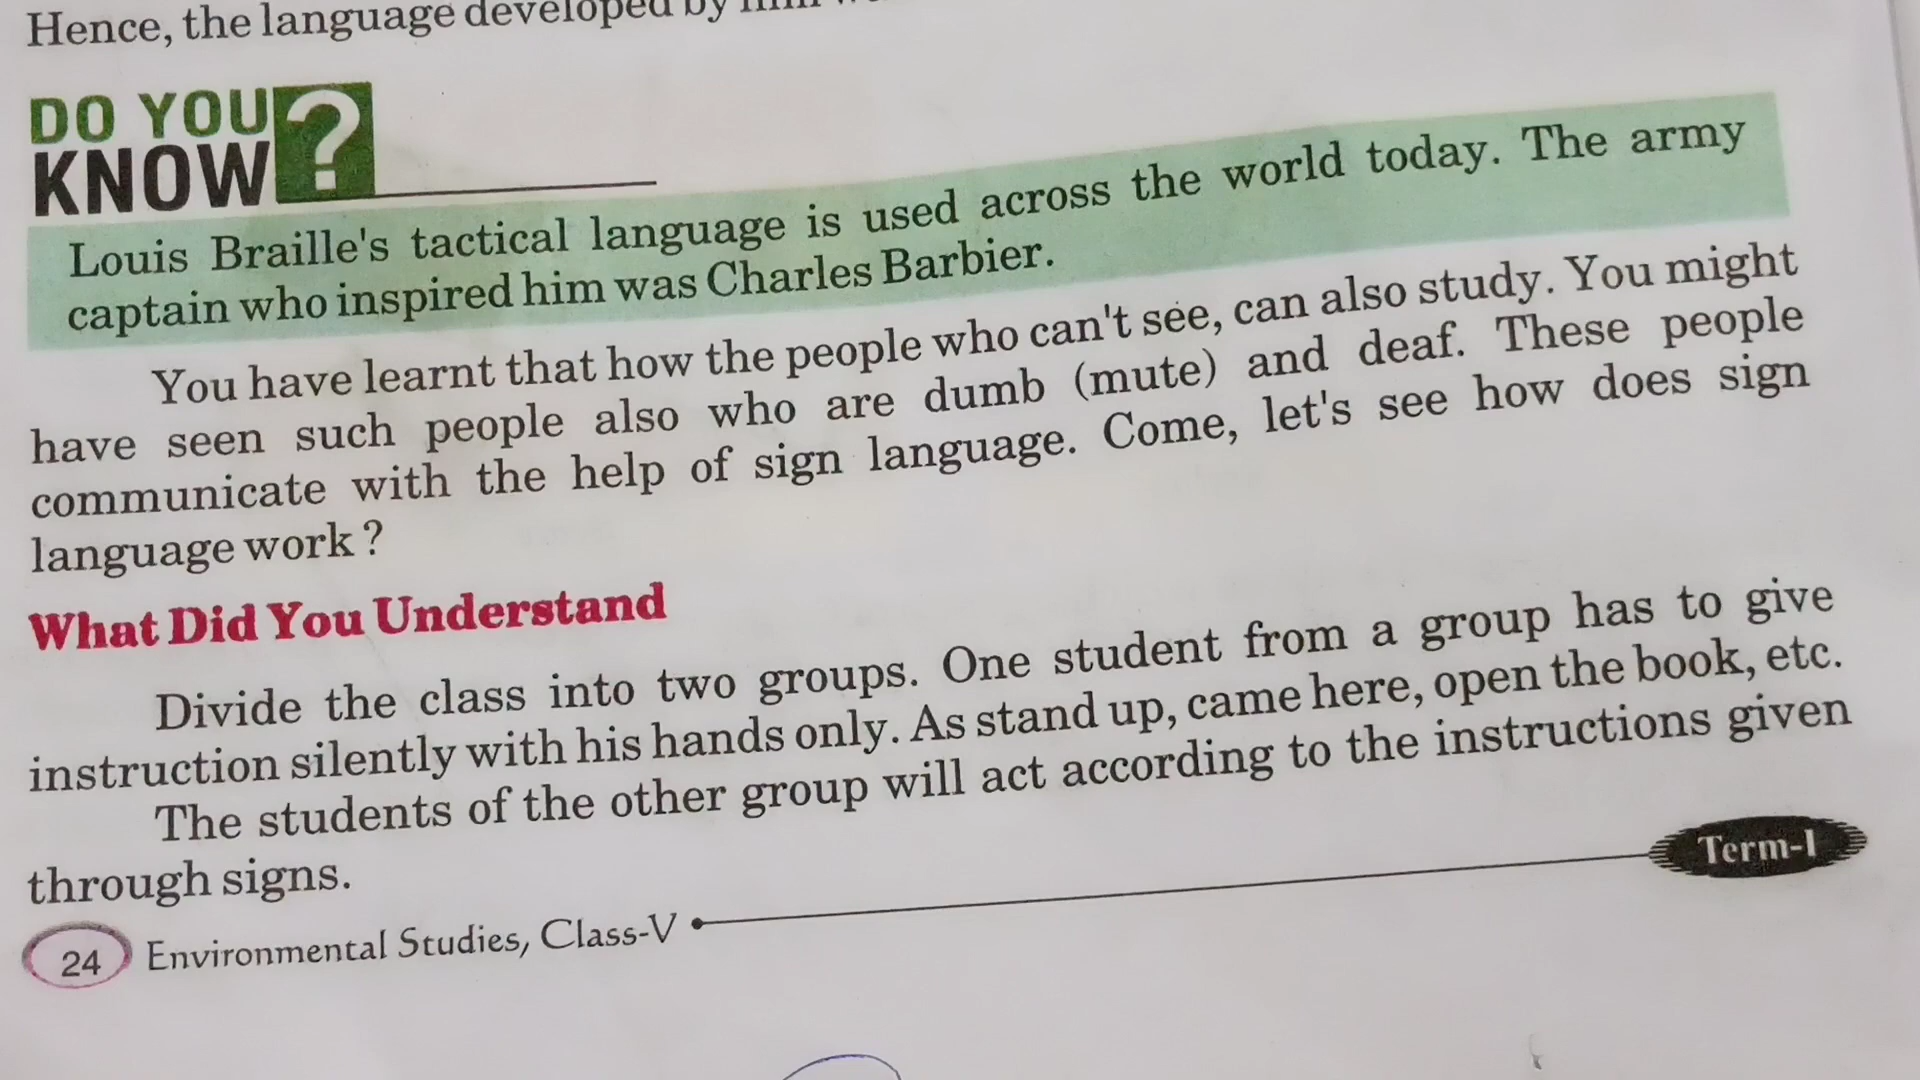 Hence, the language developed by him
DO YOU
KNOW ?
Louis Braille's tactical language is used across the world today. The army
captain who inspired him was Charles Barbier.
You have learnt that how the people who can't see, can also study. You might
have seen such people also who are dumb (mute) and deaf. These people
communicate with the help of sign language. Come, let's see how does sign
language work ?
What Did You Understand
Divide the class into two groups. One student from a group has to give
instruction silently with his hands only. As stand up, came here, open the book, etc.
The students of the other group will act according to the instructions given
through signs.
Term-I
24 Environmental Studies, Class-V